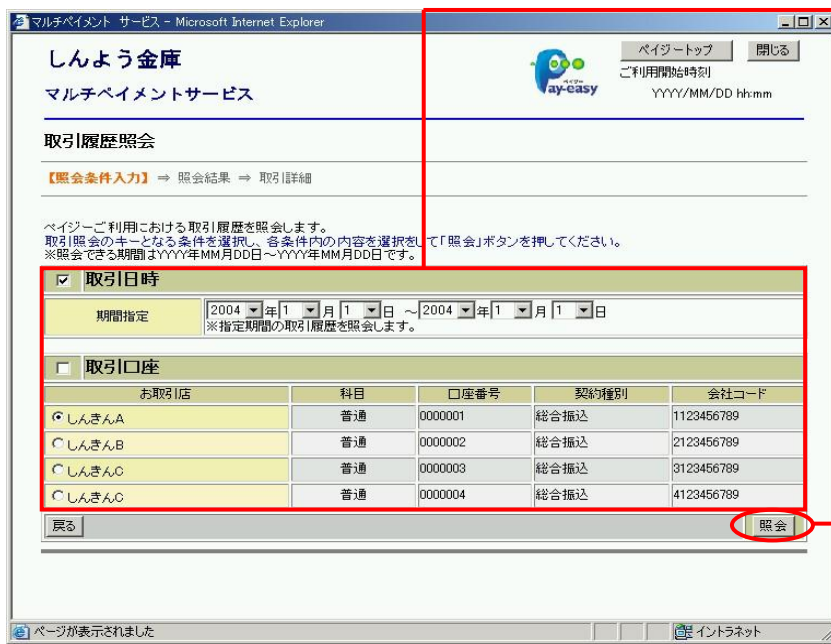 マルチペイメント サービス - Microsoft Internet Explorer
しんよう金庫
マルチペイメントサービス
ペイジー
Pay-easy
ペイジートップ 閉じる
ご利用開始時刻
YYYY/MM/DD hh:mm
取引履歴照会
【照会条件入力】 ⇒ 照会結果 ⇒ 取引詳細
ペイジーご利用における取引履歴を照会します。
取引照会のキーとなる条件を選択し、各条件内の内容を選択をして「照会」ボタンを押してください。
※照会できる期間はYYYY年MM月DD日～YYYY年MM月DD日です。
取引日時
期間指定 2004 年 1 月 1 日 ～ 2004 年 1 月 1 日
※指定期間の取引履歴を照会します。
取引口座
お取引店 科目 口座番号 契約種別 会社コード
しんきんA 普通 0000001 総合振込 1123456789
しんきんB 普通 0000002 総合振込 2123456789
しんきんC 普通 0000003 総合振込 3123456789
しんきんC 普通 0000004 総合振込 4123456789
戻る 照会
ページが表示されました イントラネット